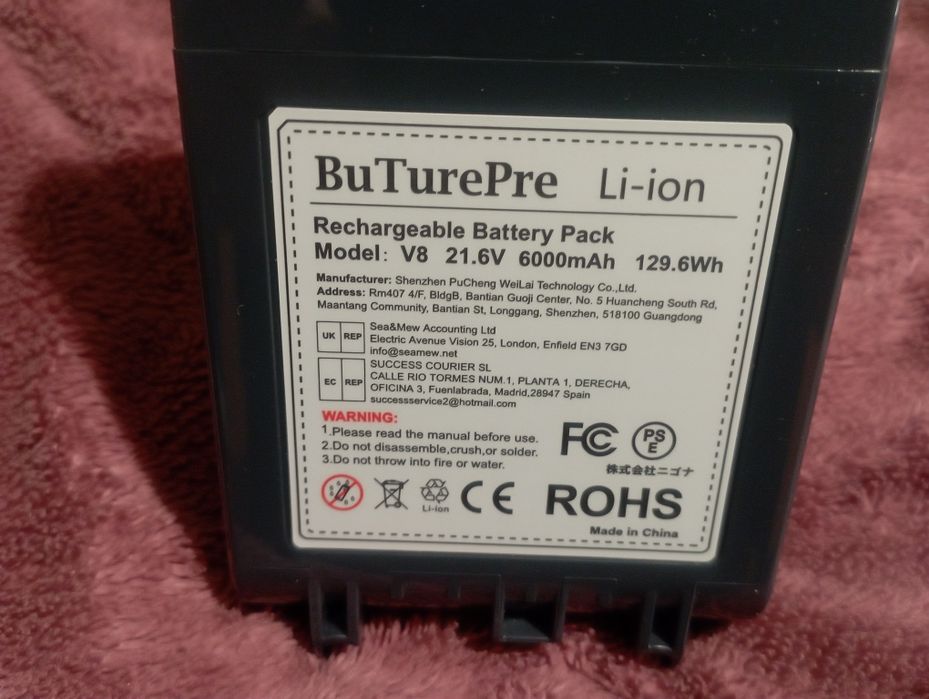 BuTurePre Li-ion
Rechargeable Battery Pack
Model: V8 21.6V 6000mAh 129.6Wh
Manufacturer: Shenzhen PuCheng WeiLai Technology Co.,Ltd.
Address: Rm407 4/F, BldgB, Bantian Guoji Center, No. 5 Huancheng South Rd,
Maantang Community, Bantian St, Longgang, Shenzhen, 518100 Guangdong
UK REP
Sea&Mew Accounting Ltd
Electric Avenue Vision 25, London, Enfield EN3 7GD
info@seamew.net
EC REP
SUCCESS COURIER SL
CALLE RIO TORMES NUM.1, PLANTA 1, DERECHA,
OFICINA 3, Fuenlabrada, Madrid,28947 Spain
successservice2@hotmail.com
WARNING:
1.Please read the manual before use.
2.Do not disassemble,crush,or solder.
3.Do not throw into fire or water.
FC PSE
株式会社ニゴナ
Li-ion
CE ROHS
Made in China